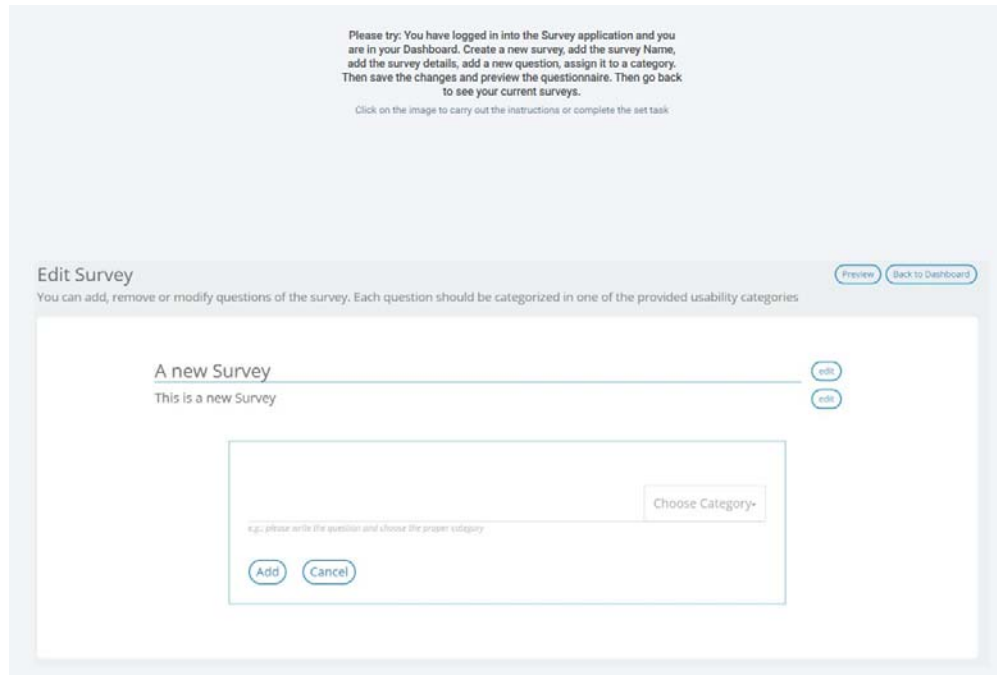 Please try: You have logged in into the Survey application and you
are in your Dashboard. Create a new survey, add the survey Name,
add the survey details, add a new question, assign it to a category.
Then save the changes and preview the questionnaire. Then go back
to see your current surveys.
Click on the image to carry out the instructions or complete the set task
Edit Survey
Preview
Back to Dashboard
You can add, remove or modify questions of the survey. Each question should be categorized in one of the provided usability categories
A new Survey
edit
This is a new Survey
edit
Choose Category
e.g.: please write the question and choose the proper category
Add
Cancel